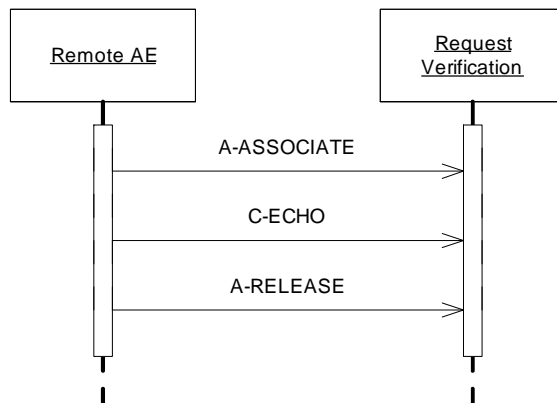 Remote AE
Request
Verification
A-ASSOCIATE
C-ECHO
A-RELEASE